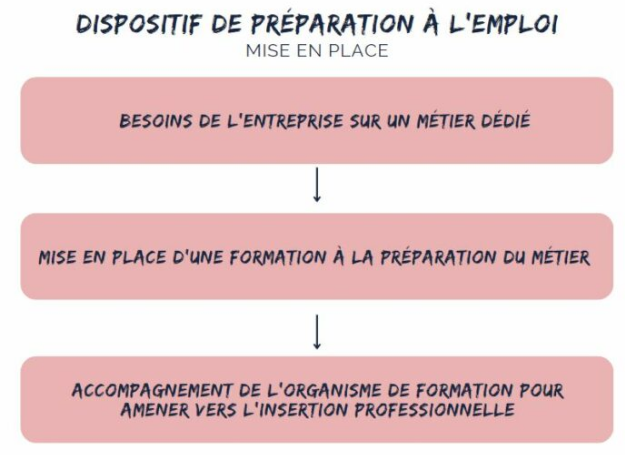 DISPOSITIF DE PRÉPARATION À L'EMPLOI
MISE EN PLACE
BESOINS DE L'ENTREPRISE SUR UN MÉTIER DÉDIÉ
MISE EN PLACE D'UNE FORMATION À LA PRÉPARATION DU MÉTIER
ACCOMPAGNEMENT DE L'ORGANISME DE FORMATION POUR
AMENER VERS L'INSERTION PROFESSIONNELLE